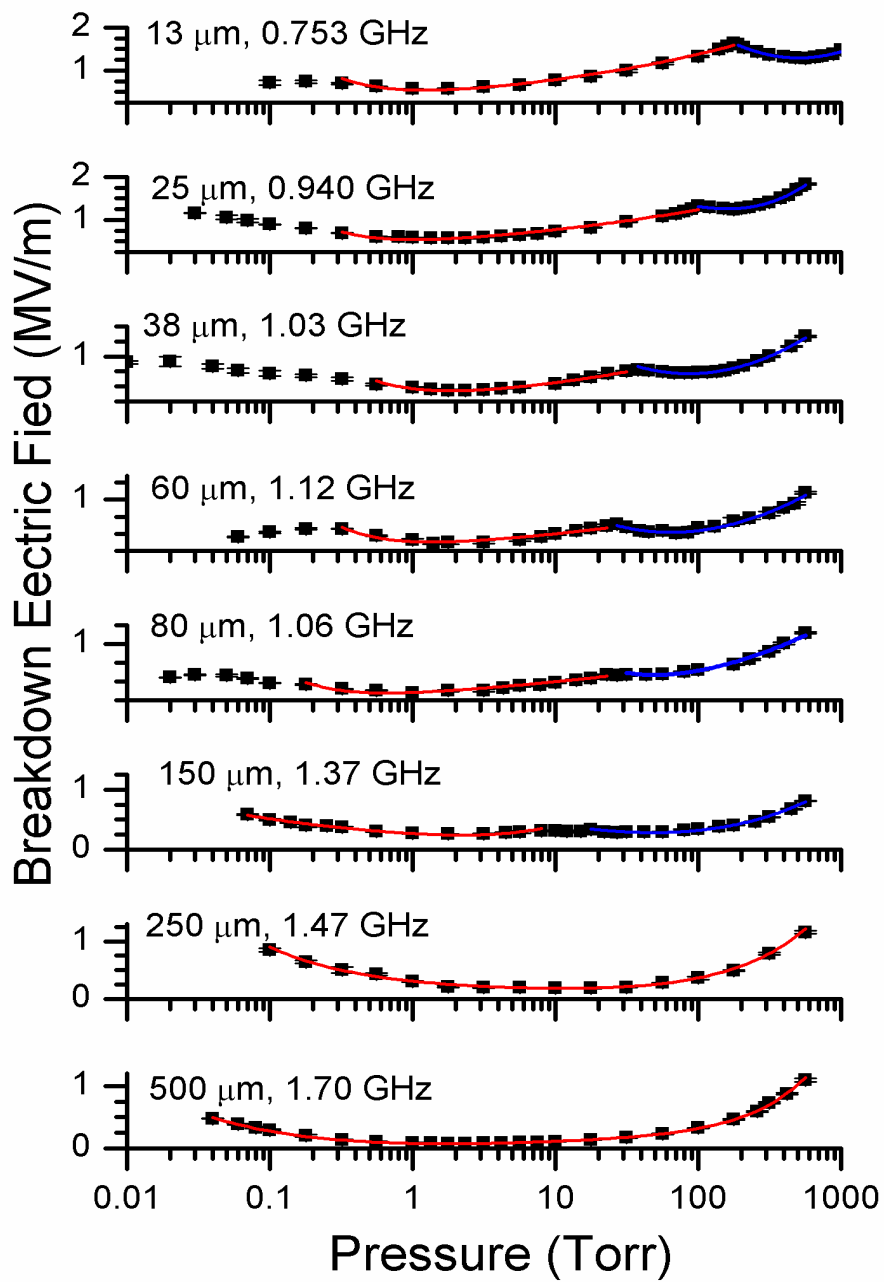 Breakdown Eectric Fied (MV/m)
13 μm, 0.753 GHz
2
1
25 μm, 0.940 GHz
2
1
38 μm, 1.03 GHz
1
60 μm, 1.12 GHz
1
80 μm, 1.06 GHz
1
150 μm, 1.37 GHz
1
0
250 μm, 1.47 GHz
1
0
500 μm, 1.70 GHz
1
0
0.01 0.1 1 10 100 1000
Pressure (Torr)